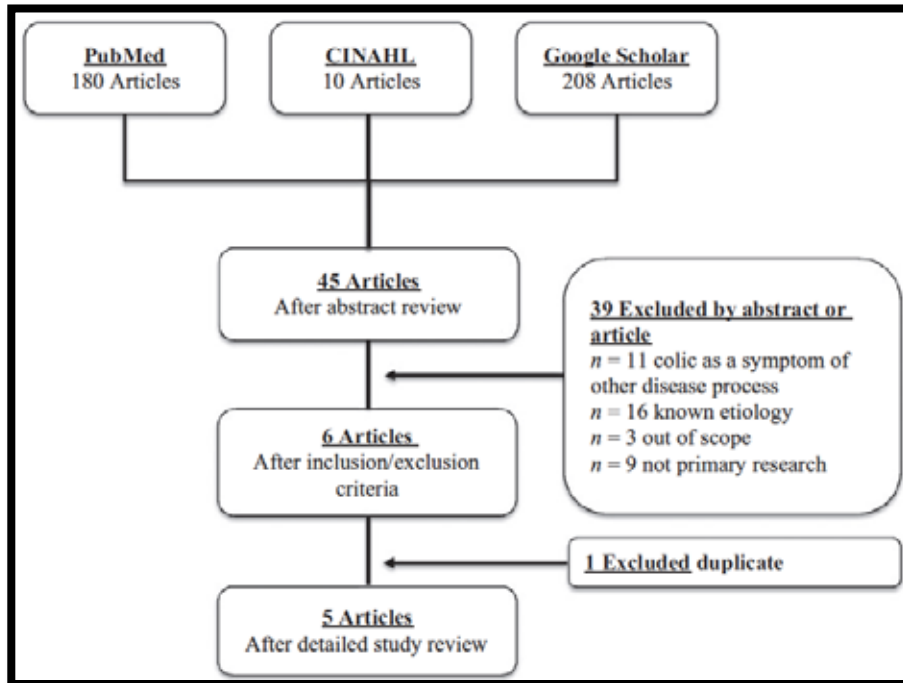 PubMed
180 Articles
CINAHL
10 Articles
Google Scholar
208 Articles
45 Articles
After abstract review
39 Excluded by abstract or
article
n = 11 colic as a symptom of
other disease process
n = 16 known etiology
n = 3 out of scope
n = 9 not primary research
6 Articles
After inclusion/exclusion
criteria
1 Excluded duplicate
5 Articles
After detailed study review